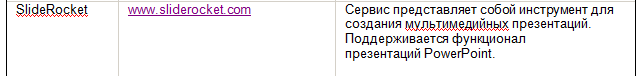 SlideRocket www.sliderocket.com Сервис представляет собой инструмент для
создания мультимедийных презентаций.
Поддерживается функционал
презентаций PowerPoint.